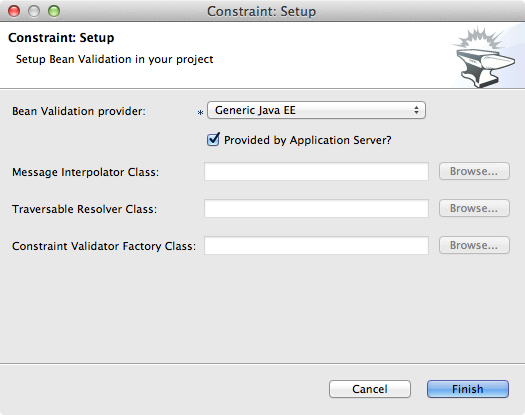 Constraint: Setup
Constraint: Setup
Setup Bean Validation in your project
Bean Validation provider: * Generic Java EE
Provided by Application Server?
Message Interpolator Class: Browse...
Traversable Resolver Class: Browse...
Constraint Validator Factory Class: Browse...
Cancel Finish